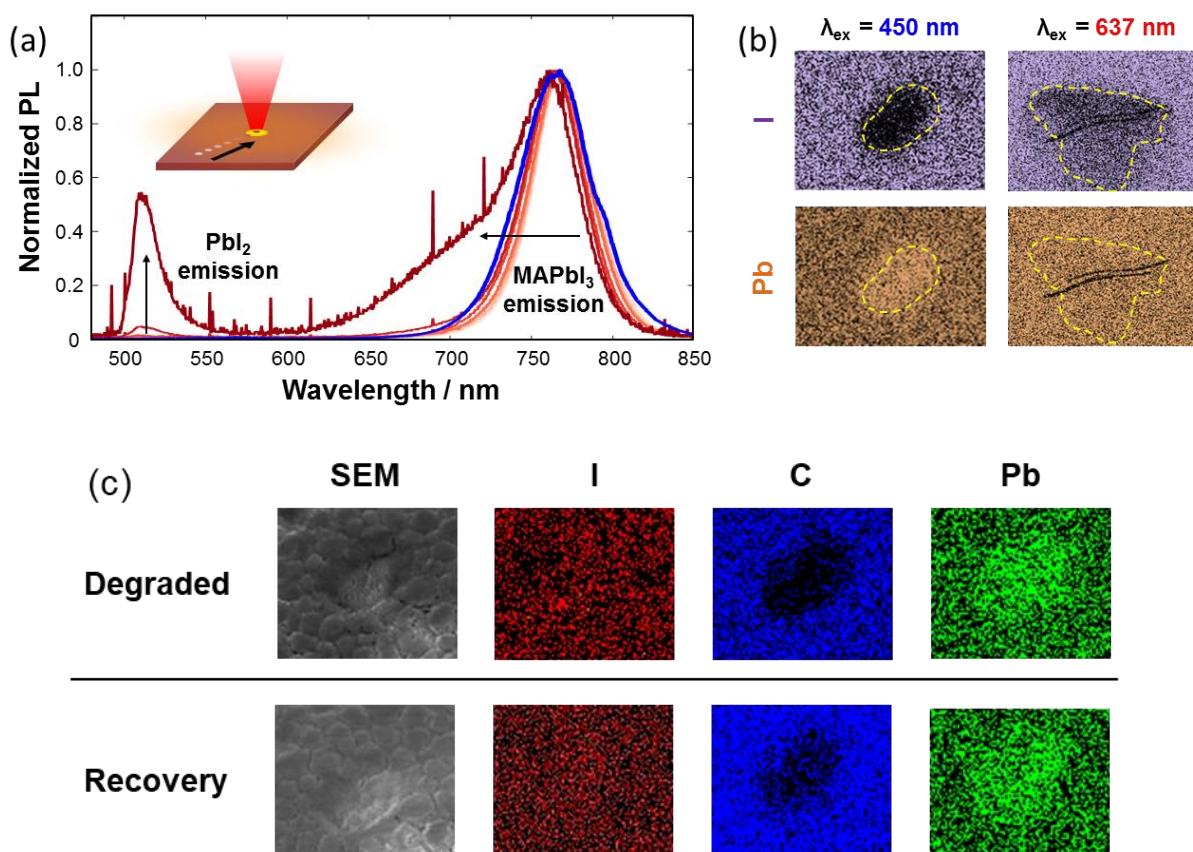 (a)
Normalized PL
1.0
0.8
0.6
0.4
0.2
0
PbI₂
emission
MAPbI₃
emission
500
550
600
650
700
750
800
850
Wavelength / nm
(b)
λex = 450 nm
λex = 637 nm
I
Pb
(c)
SEM
I
C
Pb
Degraded
Recovery